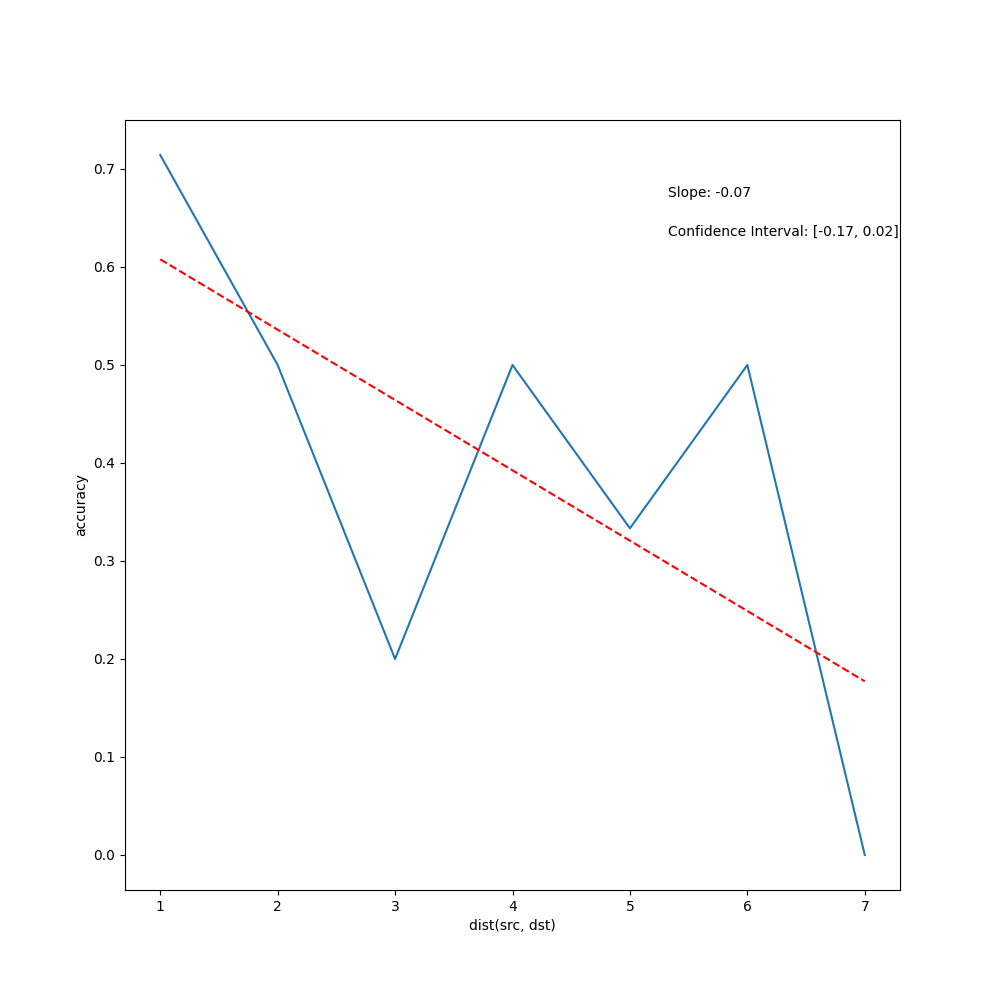 Slope: -0.07
Confidence Interval: [-0.17, 0.02]
0.7
0.6
0.5
0.4
0.3
0.2
0.1
0.0
accuracy
1 2 3 4 5 6 7
dist(src, dst)